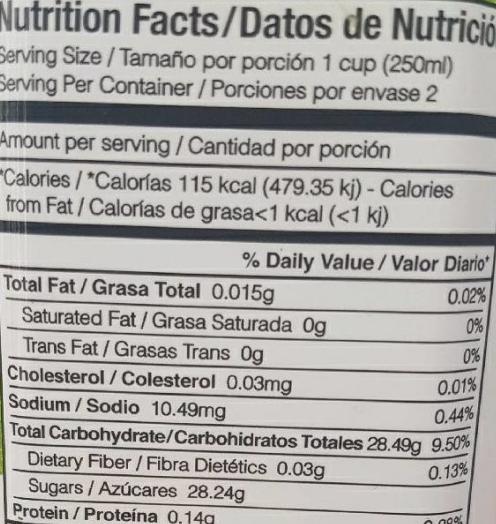 Nutrition Facts/Datos de Nutrició
Serving Size / Tamaño por porción 1 cup (250ml)
Serving Per Container / Porciones por envase 2
Amount per serving / Cantidad por porción
*Calories / *Calorías 115 kcal (479.35 kj) - Calories
from Fat / Calorías de grasa<1 kcal (<1 kj)
% Daily Value / Valor Diario*
Total Fat / Grasa Total 0.015g 0.02%
Saturated Fat / Grasa Saturada 0g 0%
Trans Fat / Grasas Trans 0g 0%
Cholesterol / Colesterol 0.03mg 0.01%
Sodium / Sodio 10.49mg 0.44%
Total Carbohydrate/Carbohidratos Totales 28.49g 9.50%
Dietary Fiber / Fibra Dietétics 0.03g 0.13%
Sugars / Azúcares 28.24g
Protein / Proteína 0.14g